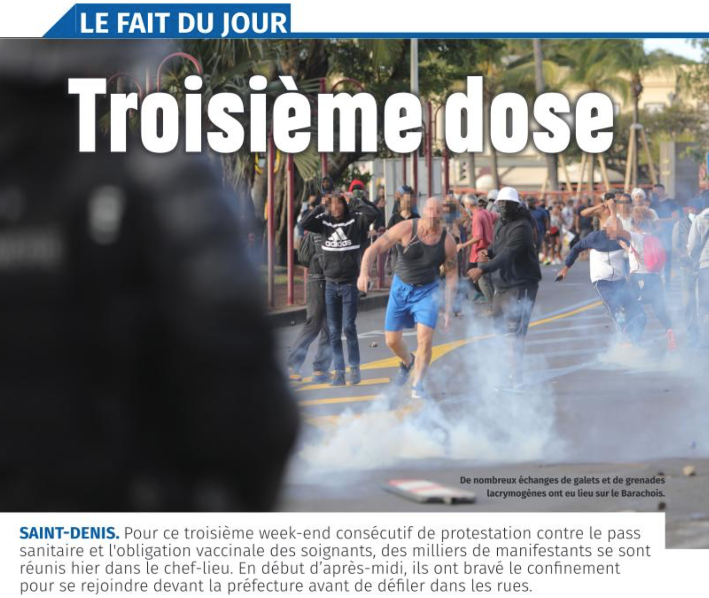 LE FAIT DU JOUR
Troisième dose
adidas
De nombreux échanges de galets et de grenades
lacrymogènes ont eu lieu sur le Barachois.
SAINT-DENIS. Pour ce troisième week-end consécutif de protestation contre le pass
sanitaire et l'obligation vaccinale des soignants, des milliers de manifestants se sont
réunis hier dans le chef-lieu. En début d’après-midi, ils ont bravé le confinement
pour se rejoindre devant la préfecture avant de défiler dans les rues.